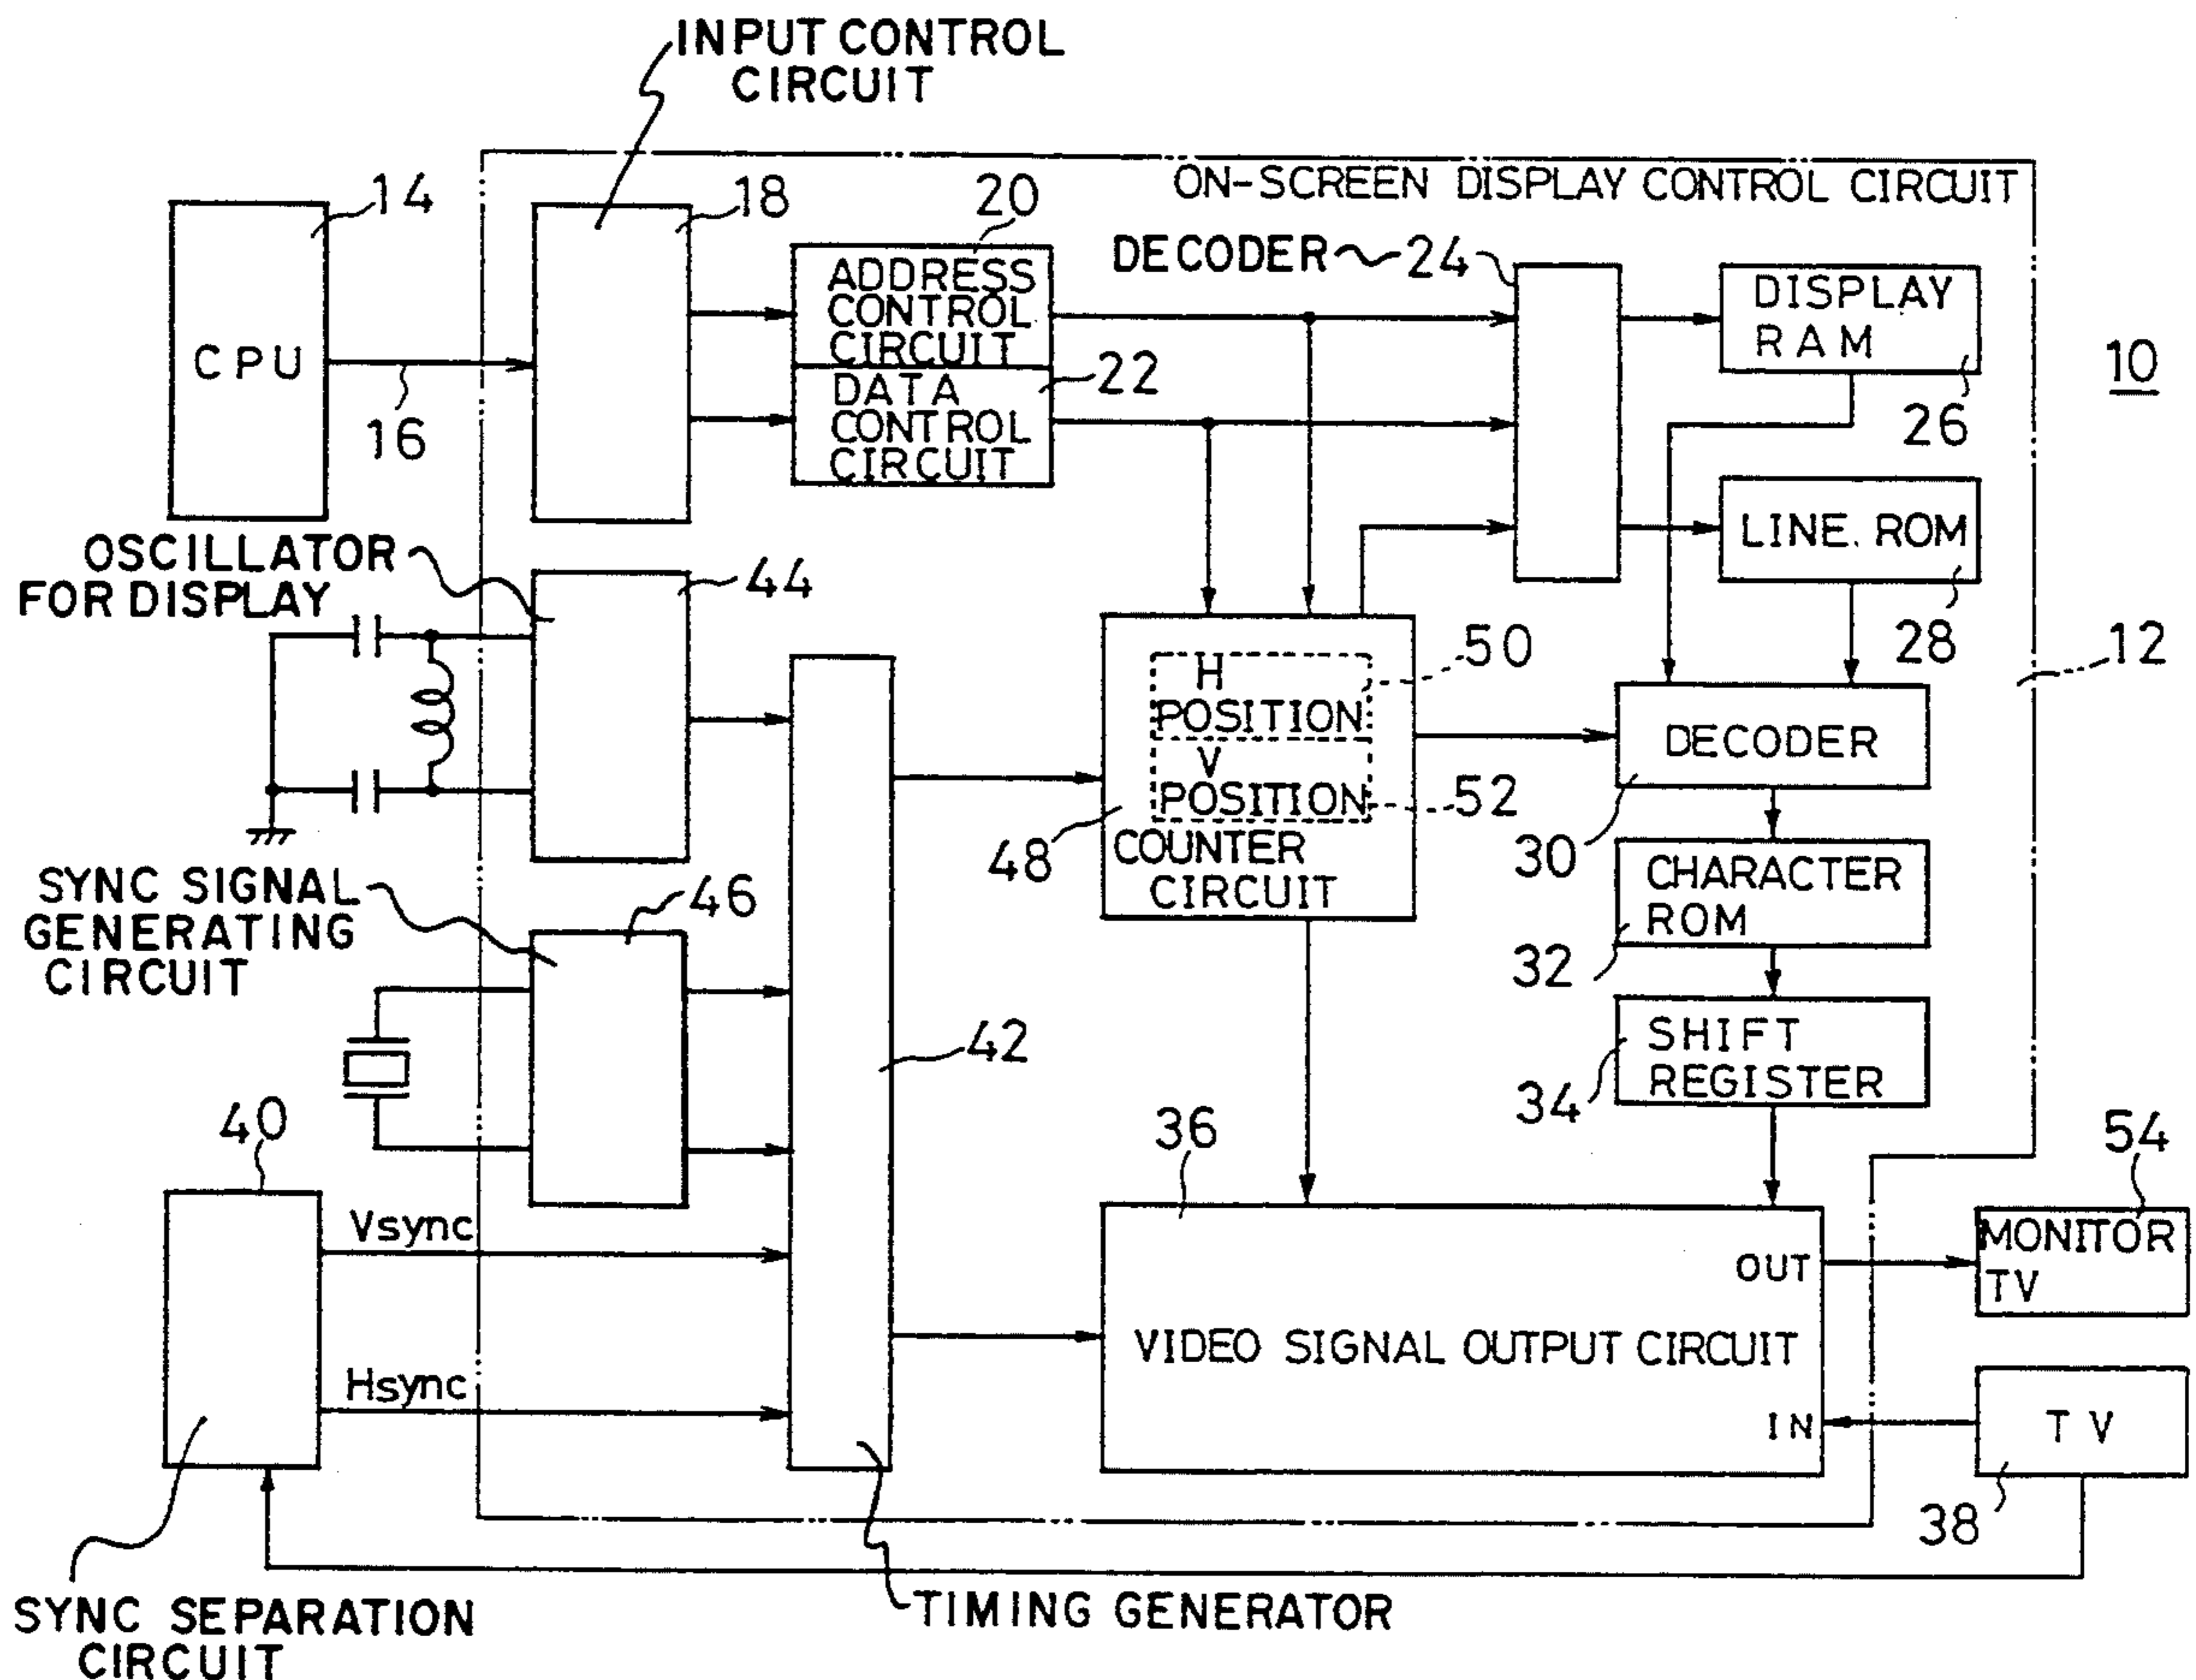 INPUT CONTROL
CIRCUIT
ON-SCREEN DISPLAY CONTROL CIRCUIT
14
18
20
DECODER 24
CPU
16
ADDRESS
CONTROL
CIRCUIT
22
DATA
CONTROL
CIRCUIT
DISPLAY
RAM
26
10
LINE. ROM
28
12
OSCILLATOR
FOR DISPLAY
44
H
POSITION
50
V
POSITION
52
48
COUNTER
CIRCUIT
DECODER
30
CHARACTER
ROM
32
SHIFT
REGISTER
34
SYNC SIGNAL
GENERATING
CIRCUIT
46
42
40
Vsync
Hsync
36
OUT
VIDEO SIGNAL OUTPUT CIRCUIT
IN
54
MONITOR
TV
TV
38
SYNC SEPARATION
CIRCUIT
TIMING GENERATOR